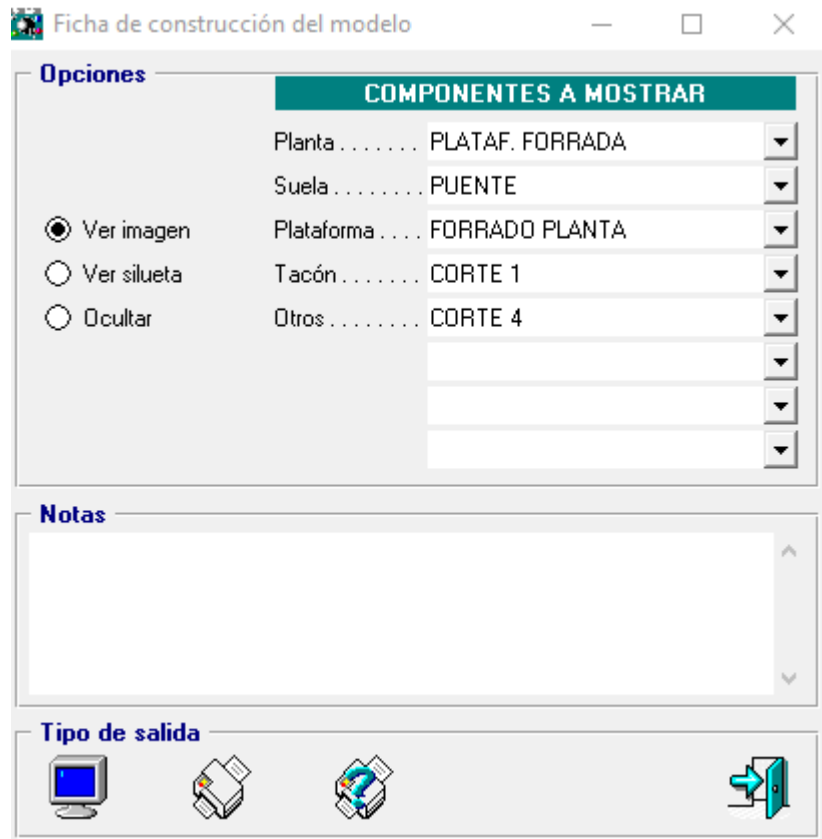 Ficha de construcción del modelo
Opciones
COMPONENTES A MOSTRAR
Planta . . . . . . . PLATAF. FORRADA
Suela . . . . . . . . PUENTE
Ver imagen
Plataforma . . . . FORRADO PLANTA
Ver silueta
Tacón . . . . . . . CORTE 1
Ocultar
Otros . . . . . . . . CORTE 4
Notas
Tipo de salida